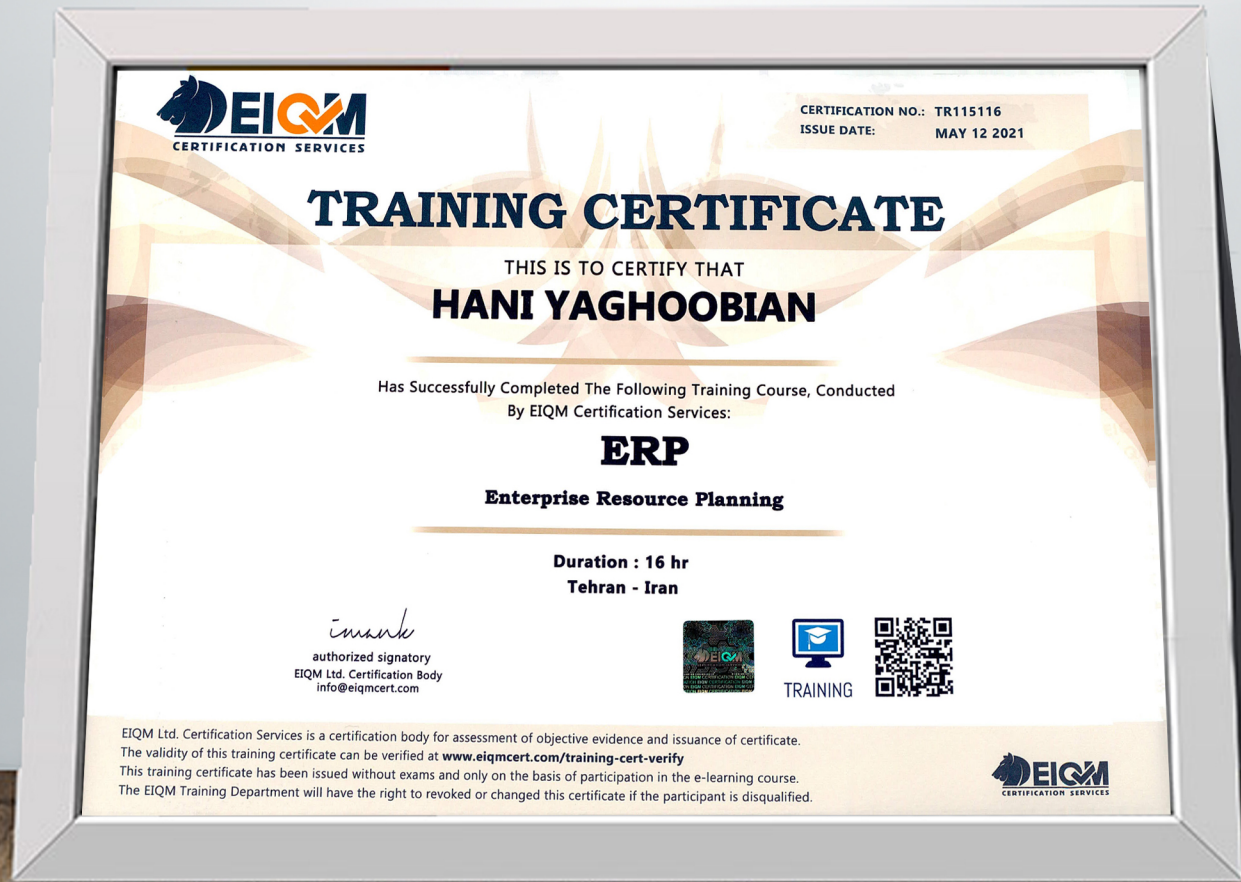 EIQM
CERTIFICATION SERVICES
CERTIFICATION NO.: TR115116
ISSUE DATE: MAY 12 2021
TRAINING CERTIFICATE
THIS IS TO CERTIFY THAT
HANI YAGHOOBIAN
Has Successfully Completed The Following Training Course, Conducted
By EIQM Certification Services:
ERP
Enterprise Resource Planning
Duration : 16 hr
Tehran - Iran
imank
authorized signatory
EIQM Ltd. Certification Body
info@eiqmcert.com
EIQM
TRAINING
EIQM Ltd. Certification Services is a certification body for assessment of objective evidence and issuance of certificate.
The validity of this training certificate can be verified at www.eiqmcert.com/training-cert-verify
This training certificate has been issued without exams and only on the basis of participation in the e-learning course.
The EIQM Training Department will have the right to revoked or changed this certificate if the participant is disqualified.
EIQM
CERTIFICATION SERVICES